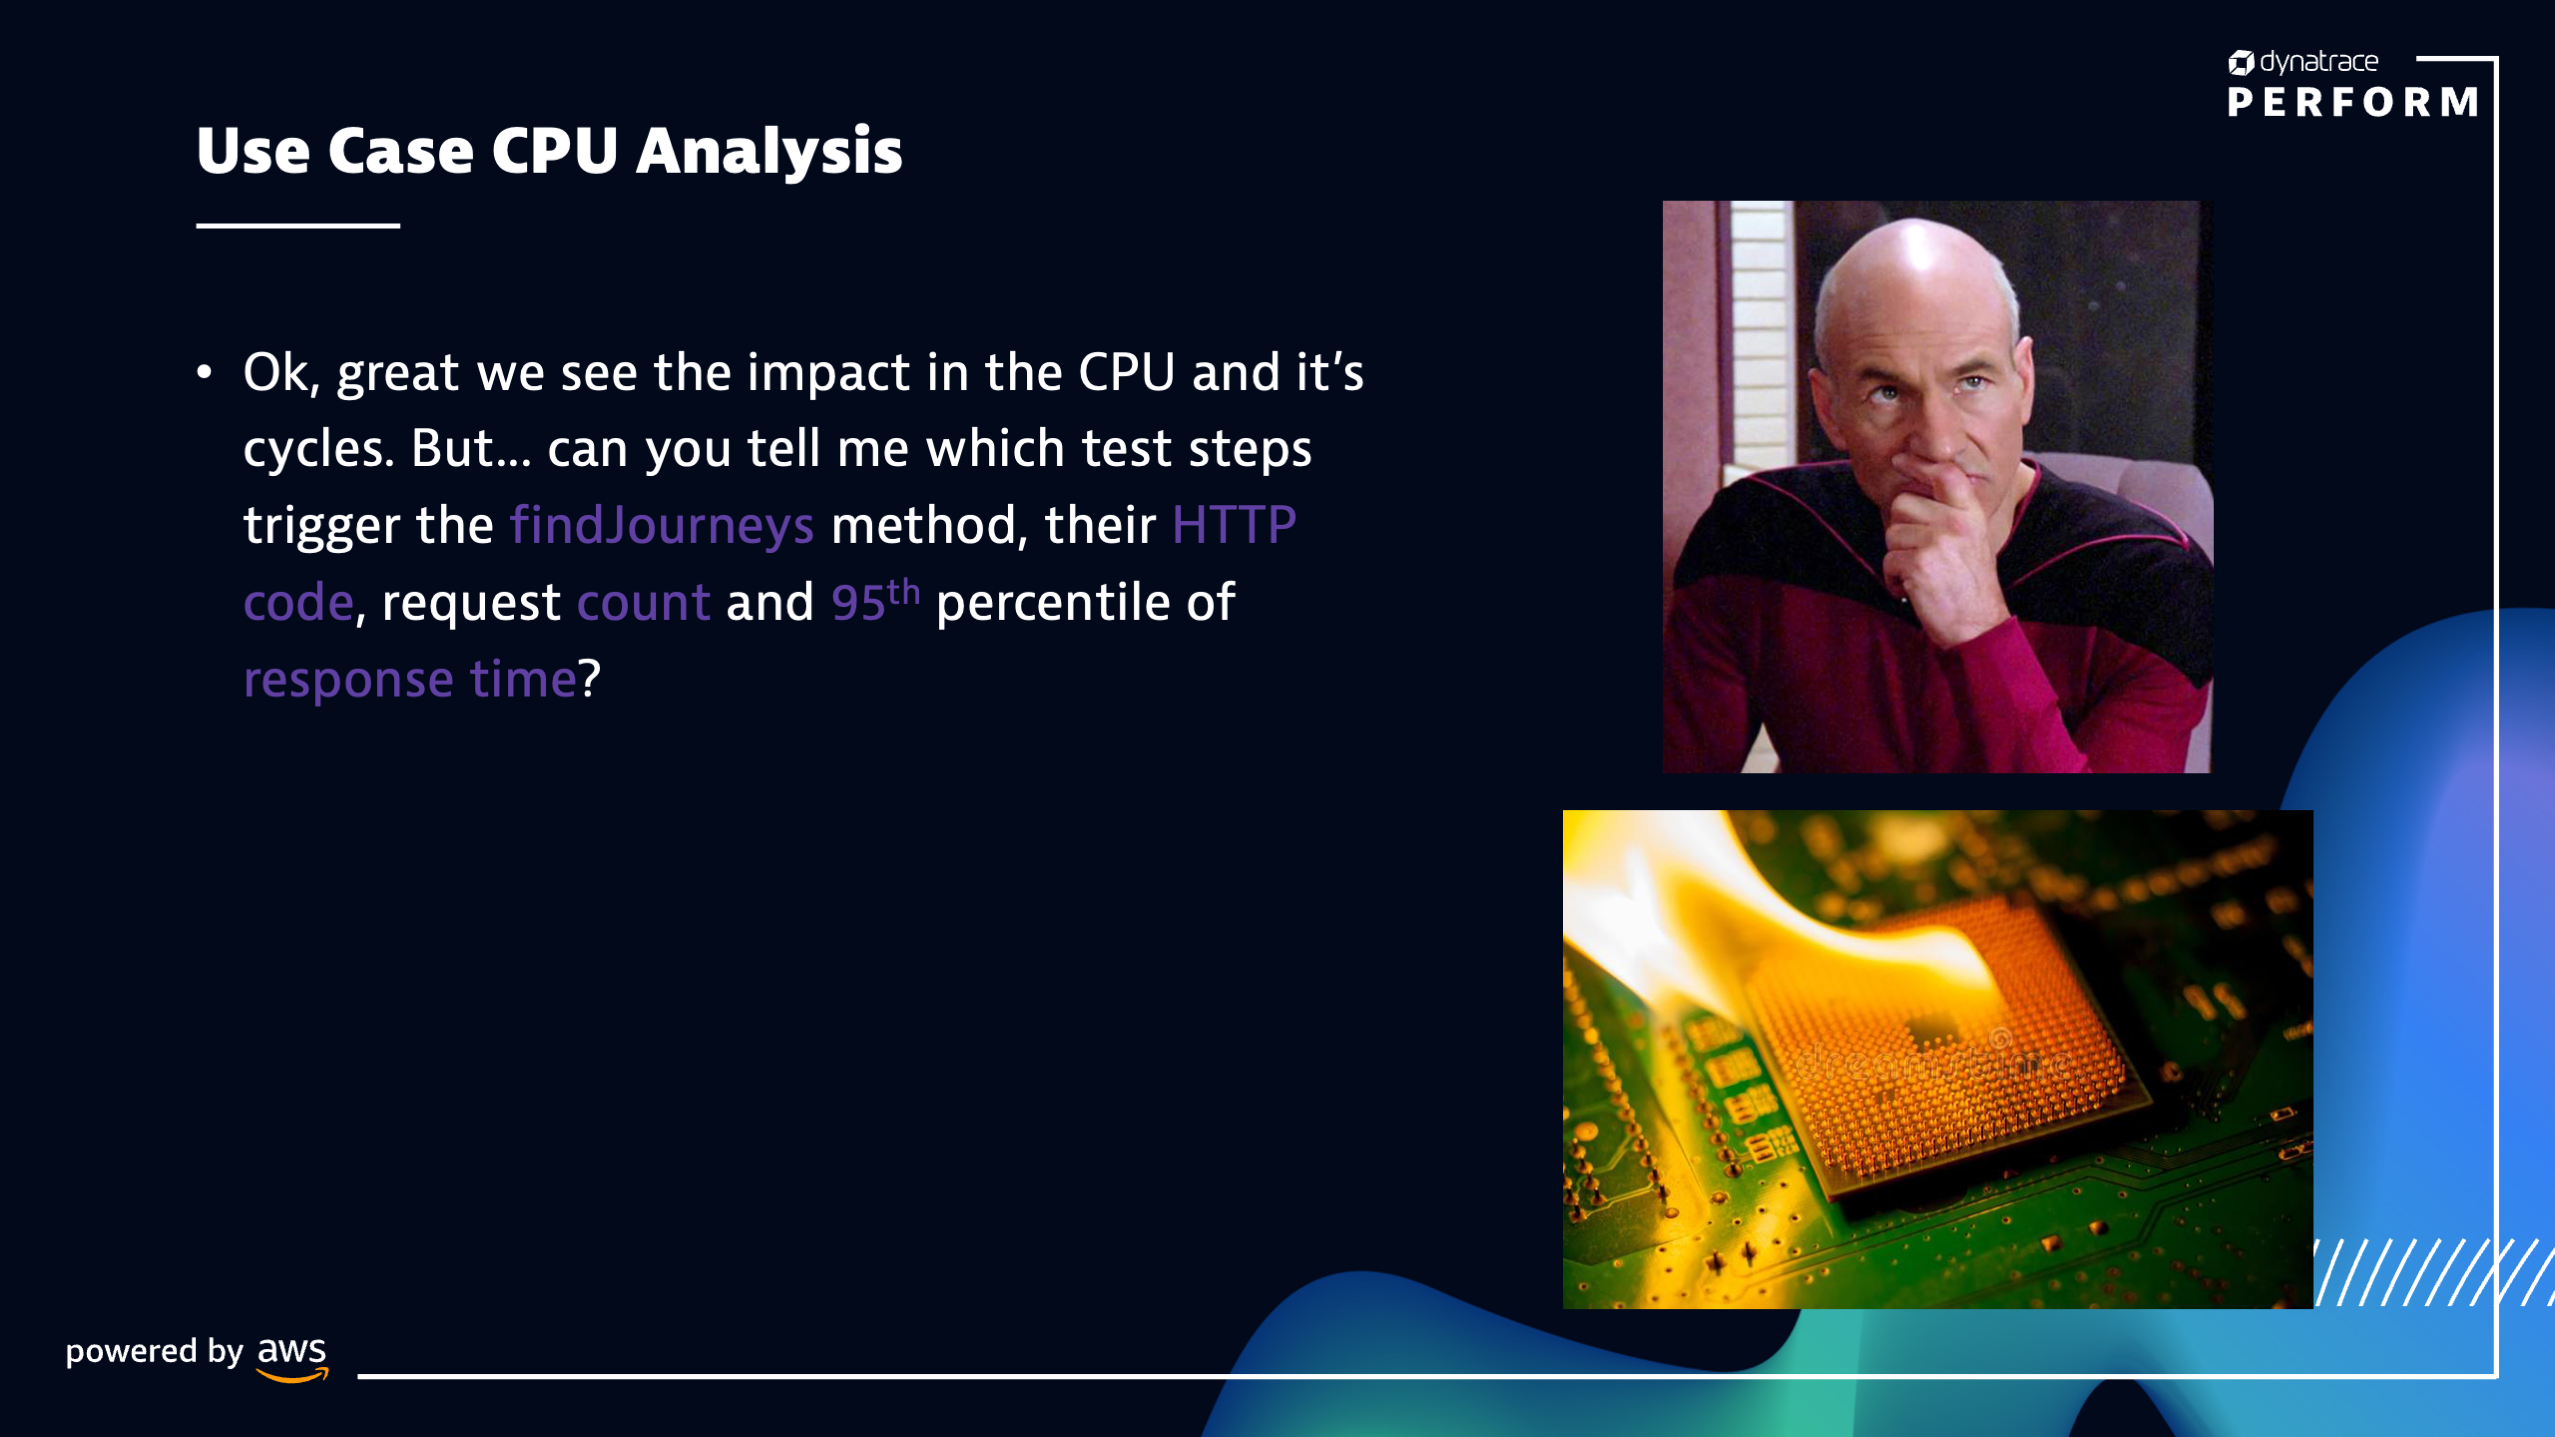 dynatrace
PERFORM
Use Case CPU Analysis
• Ok, great we see the impact in the CPU and it’s
cycles. But... can you tell me which test steps
trigger the findJourneys method, their HTTP
code, request count and 95th percentile of
response time?
dreamstime
powered by aws